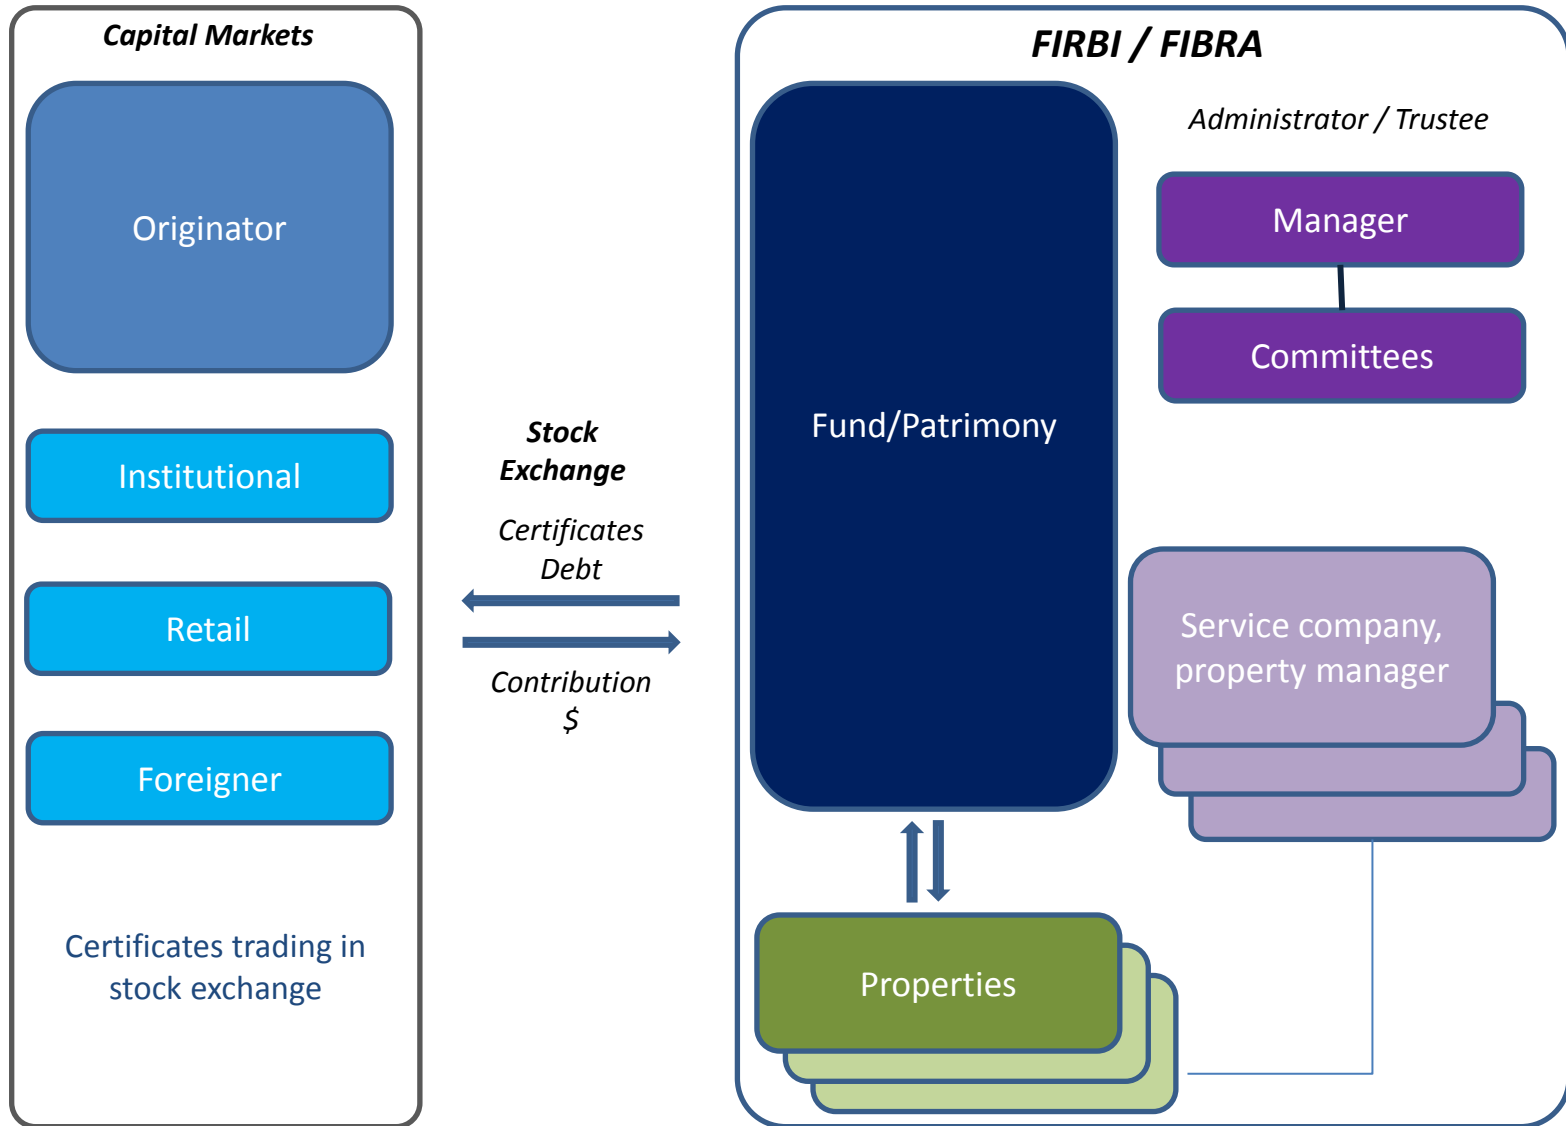 Capital Markets
Originator
Institutional
Retail
Foreigner
Certificates trading in
stock exchange
Stock
Exchange
Certificates
Debt
Contribution
$
FIRBI / FIBRA
Fund/Patrimony
Administrator / Trustee
Manager
Committees
Service company,
property manager
Properties